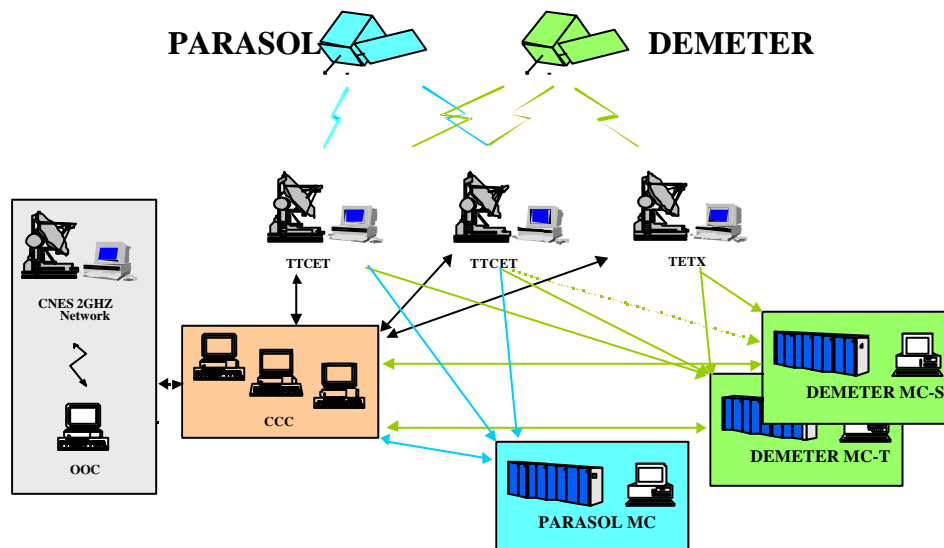 PARASOL
DEMETER
TTCET
TTCET
TETX
CNES 2GHZ
Network
OOC
CCC
DEMETER MC-S
DEMETER MC-T
PARASOL MC